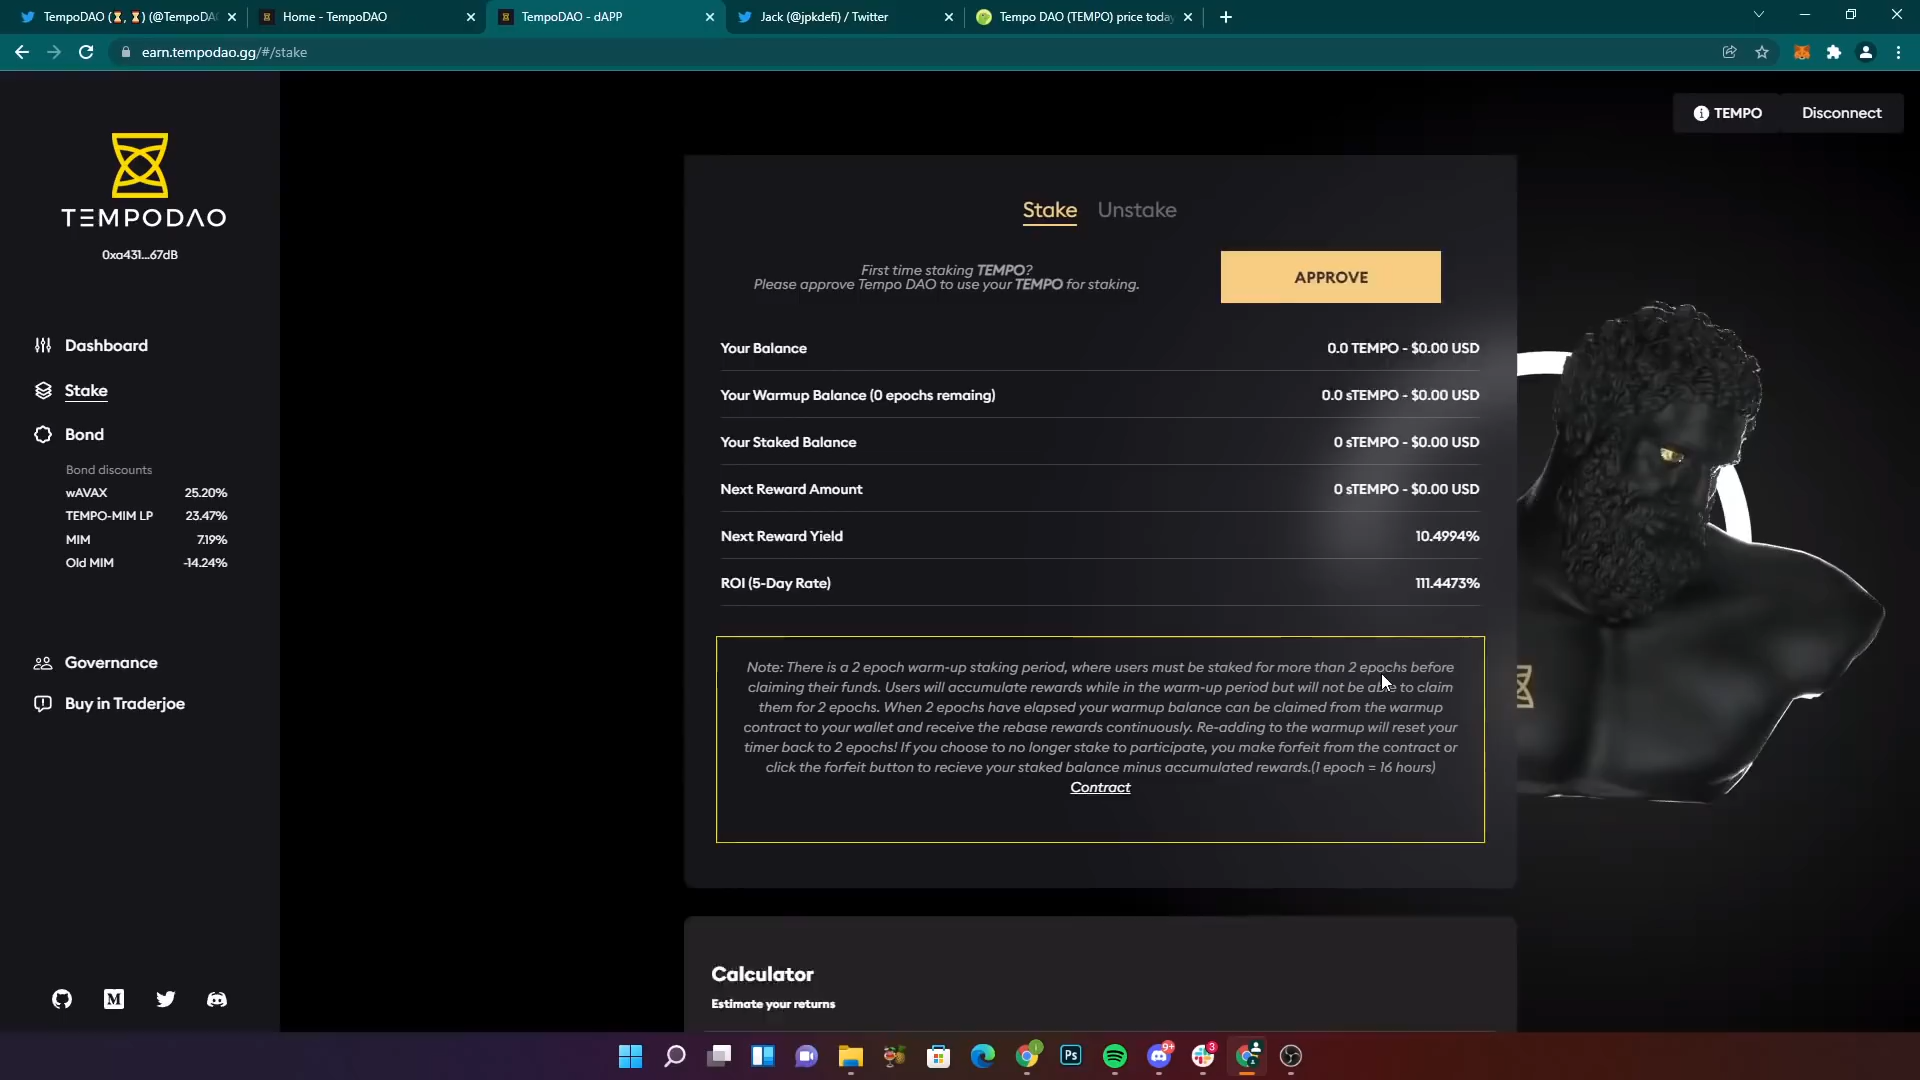 TempoDAO (⏳, ⏳) (@TempoDA
Home - TempoDAO
TempoDAO - dAPP
Jack (@jpkdefi) / Twitter
Tempo DAO (TEMPO) price today
earn.tempodao.gg/#/stake
TEMPO
Disconnect
TEMPODAO
0xa431...67dB
Dashboard
Stake
Bond
Bond discounts
wAVAX 25.20%
TEMPO-MIM LP 23.47%
MIM 7.19%
Old MIM -14.24%
Governance
Buy in Traderjoe
Stake Unstake
First time staking TEMPO?
Please approve Tempo DAO to use your TEMPO for staking.
APPROVE
Your Balance 0.0 TEMPO - $0.00 USD
Your Warmup Balance (0 epochs remaing) 0.0 sTEMPO - $0.00 USD
Your Staked Balance 0 sTEMPO - $0.00 USD
Next Reward Amount 0 sTEMPO - $0.00 USD
Next Reward Yield 10.4994%
ROI (5-Day Rate) 111.4473%
Note: There is a 2 epoch warm-up staking period, where users must be staked for more than 2 epochs before
claiming their funds. Users will accumulate rewards while in the warm-up period but will not be able to claim
them for 2 epochs. When 2 epochs have elapsed your warmup balance can be claimed from the warmup
contract to your wallet and receive the rebase rewards continuously. Re-adding to the warmup will reset your
timer back to 2 epochs! If you choose to no longer stake to participate, you make forfeit from the contract or
click the forfeit button to recieve your staked balance minus accumulated rewards.(1 epoch = 16 hours)
Contract
Calculator
Estimate your returns
M
Ps
9+
3